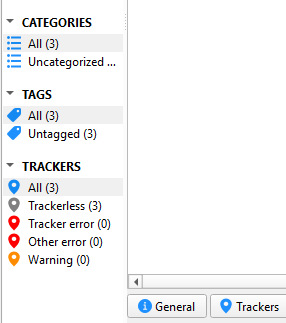 CATEGORIES
All (3)
Uncategorized ...
TAGS
All (3)
Untagged (3)
TRACKERS
All (3)
Trackerless (3)
Tracker error (0)
Other error (0)
Warning (0)
General
Trackers